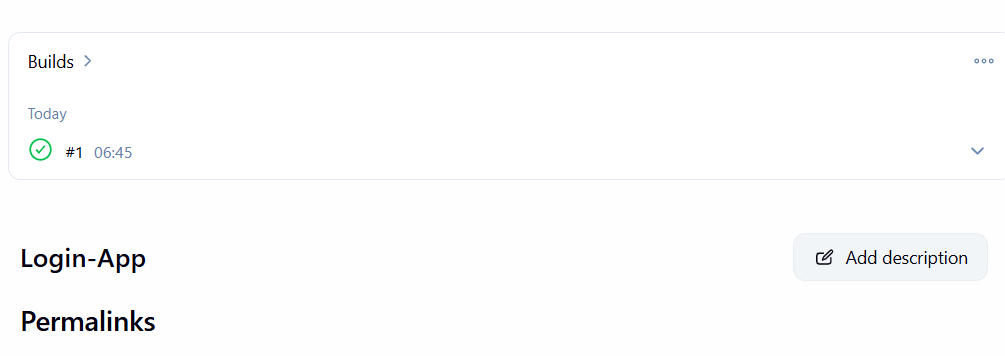 Builds
Today
#1 06:45
Login-App
Add description
Permalinks